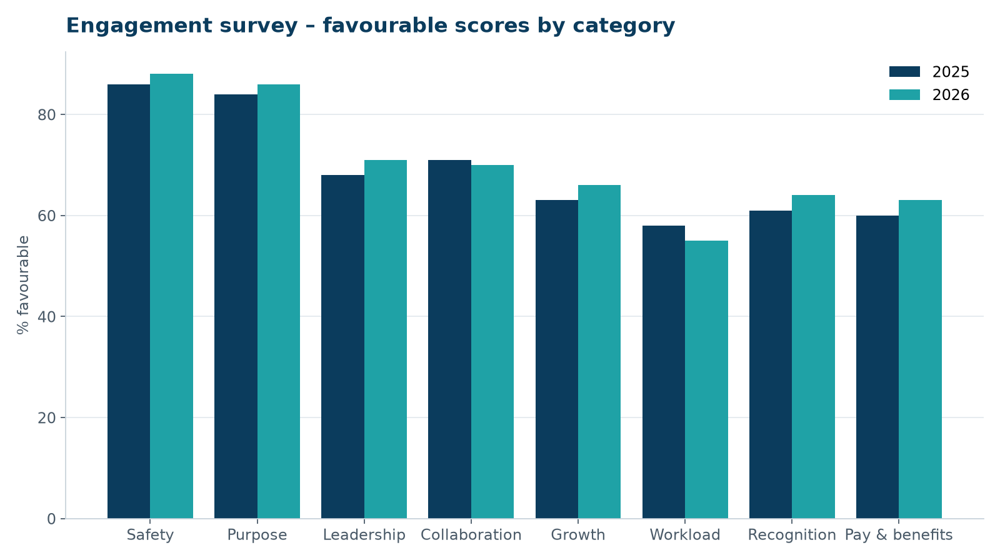 Engagement survey – favourable scores by category
2025
2026
% favourable
80
60
40
20
0
Safety
Purpose
Leadership
Collaboration
Growth
Workload
Recognition
Pay & benefits